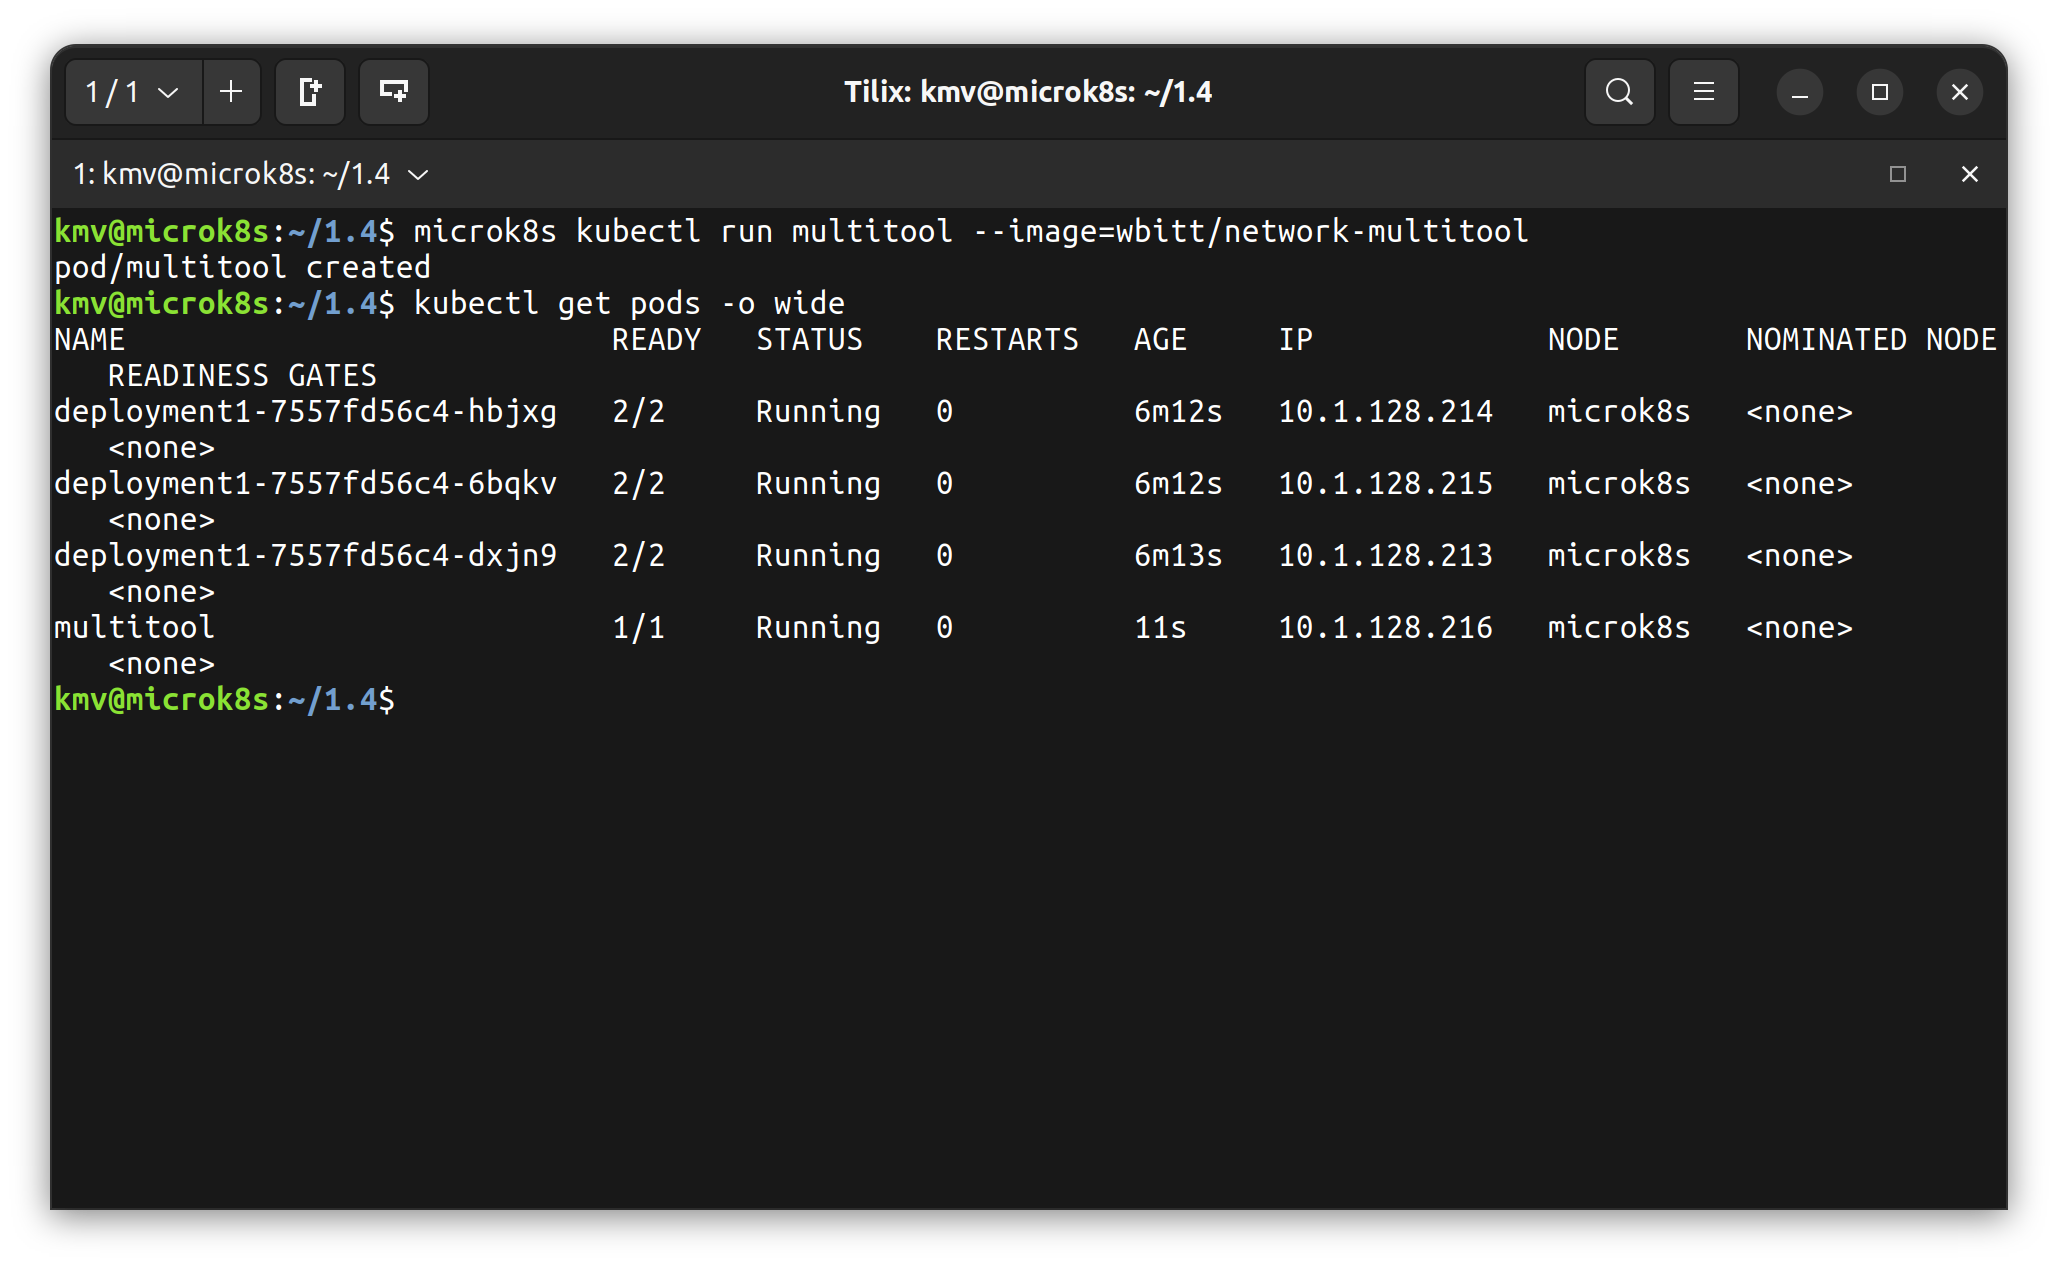 1 / 1
Tilix: kmv@microk8s: ~/1.4
1: kmv@microk8s: ~/1.4
kmv@microk8s:~/1.4$ microk8s kubectl run multitool --image=wbitt/network-multitool
pod/multitool created
kmv@microk8s:~/1.4$ kubectl get pods -o wide
NAME                           READY   STATUS    RESTARTS   AGE     IP             NODE       NOMINATED NODE
   READINESS GATES
deployment1-7557fd56c4-hbjxg   2/2     Running   0          6m12s   10.1.128.214   microk8s   <none>
   <none>
deployment1-7557fd56c4-6bqkv   2/2     Running   0          6m12s   10.1.128.215   microk8s   <none>
   <none>
deployment1-7557fd56c4-dxjn9   2/2     Running   0          6m13s   10.1.128.213   microk8s   <none>
   <none>
multitool                      1/1     Running   0          11s     10.1.128.216   microk8s   <none>
   <none>
kmv@microk8s:~/1.4$